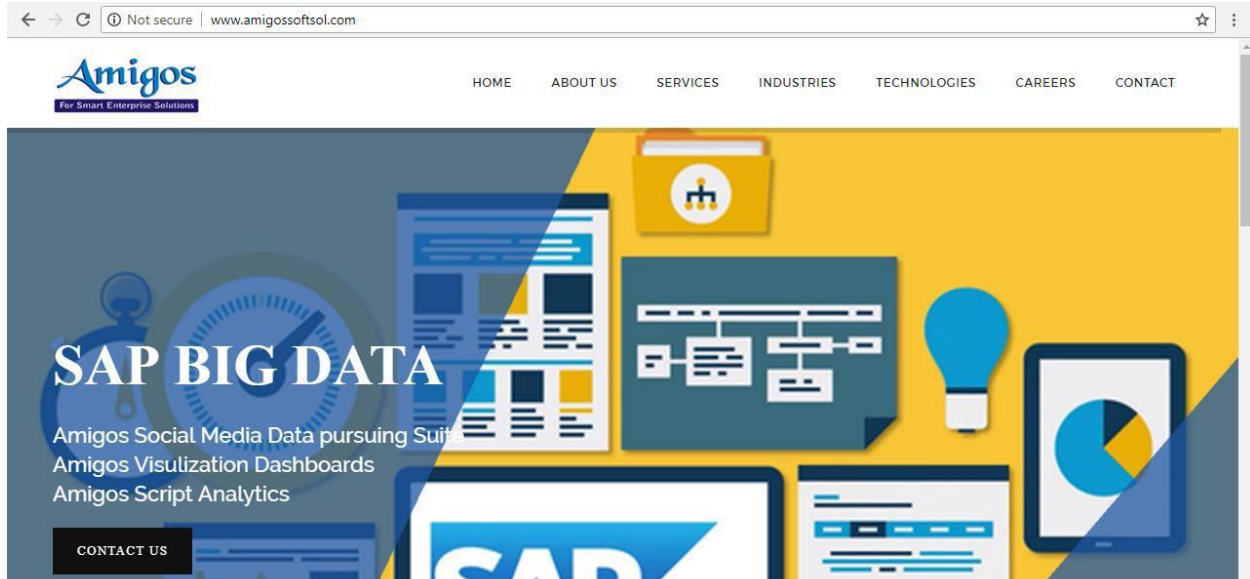 Not secure www.amigossoftsol.com
Amigos
For Smart Enterprise Solutions
HOME ABOUT US SERVICES INDUSTRIES TECHNOLOGIES CAREERS CONTACT
SAP BIG DATA
Amigos Social Media Data pursuing Suite
Amigos Visulization Dashboards
Amigos Script Analytics
CONTACT US
SAP